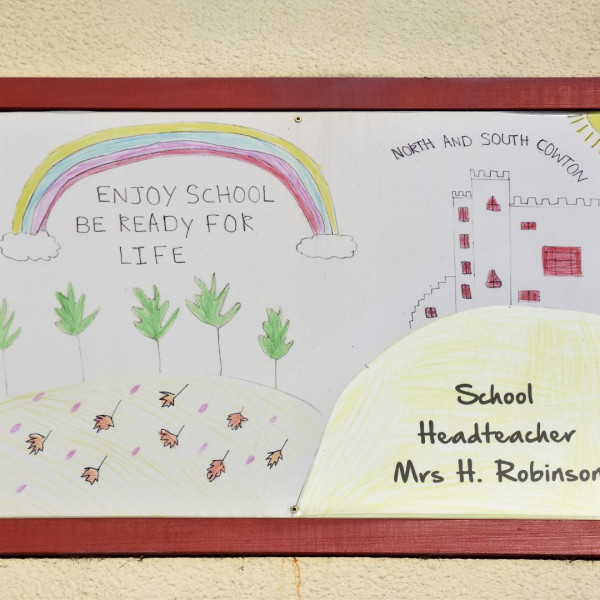 ENJOY SCHOOL
BE READY FOR
LIFE
NORTH AND SOUTH COWTON
School
Headteacher
Mrs H. Robinson